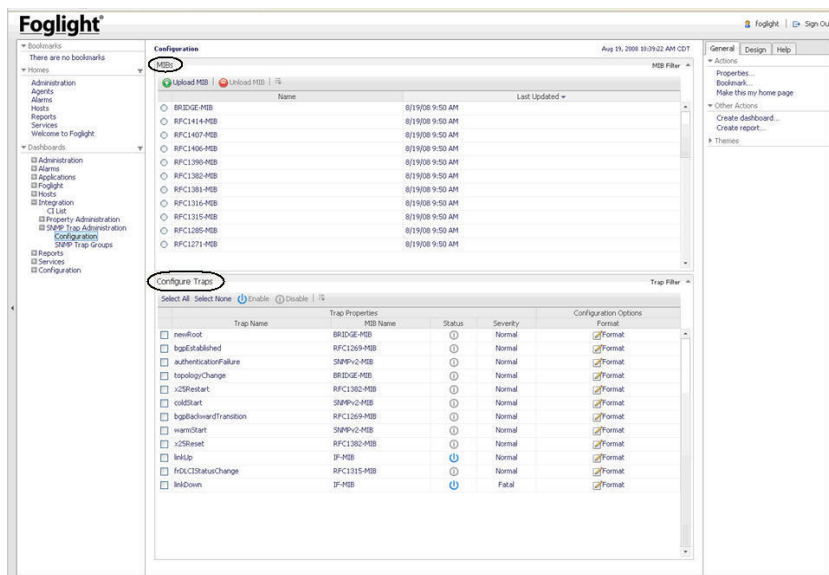 Foglight®
foglight | Sign Ou
Bookmarks
There are no bookmarks
Homes
Administration
Agents
Alarms
Hosts
Reports
Services
Welcome to Foglight
Dashboards
Administration
Alarms
Applications
Foglight
Hosts
Integration
CI List
Property Administration
SNMP Trap Administration
Configuration
SNMP Trap Groups
Reports
Services
Configuration
Configuration
Aug 19, 2008 10:39:22 AM CDT
MIBs
MIB Filter
Upload MIB | Unload MIB |
Name Last Updated
BRIDGE-MIB 8/19/08 9:50 AM
RFC1414-MIB 8/19/08 9:50 AM
RFC1407-MIB 8/19/08 9:50 AM
RFC1406-MIB 8/19/08 9:50 AM
RFC1398-MIB 8/19/08 9:50 AM
RFC1382-MIB 8/19/08 9:50 AM
RFC1381-MIB 8/19/08 9:50 AM
RFC1316-MIB 8/19/08 9:50 AM
RFC1315-MIB 8/19/08 9:50 AM
RFC1285-MIB 8/19/08 9:50 AM
RFC1271-MIB 8/19/08 9:50 AM
Configure Traps
Trap Filter
Select All Select None Enable Disable |
Trap Properties Configuration Options
Trap Name MIB Name Status Severity Format
newRoot BRIDGE-MIB Normal Format
bgpEstablished RFC1269-MIB Normal Format
authenticationFailure SNMPv2-MIB Normal Format
topologyChange BRIDGE-MIB Normal Format
x25Restart RFC1382-MIB Normal Format
coldStart SNMPv2-MIB Normal Format
bgpBackwardTransition RFC1269-MIB Normal Format
warmStart SNMPv2-MIB Normal Format
x25Reset RFC1382-MIB Normal Format
linkUp IF-MIB Normal Format
frDLCIStatusChange RFC1315-MIB Normal Format
linkDown IF-MIB Fatal Format
General Design Help
Actions
Properties...
Bookmark...
Make this my home page
Other Actions
Create dashboard...
Create report...
Themes